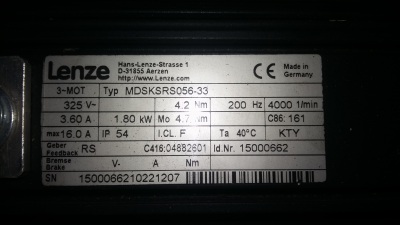 Lenze
Hans-Lenze-Strasse 1
D-31855 Aerzen
http://www.Lenze.com
CE
Made in
Germany
3~MOT Typ MDSKSRS056-33
325 V~ 4.2 Nm 200 Hz 4000 1/min
3.60 A 1.80 kW Mo 4.7 Nm C86: 161
max 16.0 A IP 54 I.CL. F Ta 40°C KTY
Geber
Feedback RS C416:04882601 Id.Nr. 15000662
Bremse
Brake V- A Nm
SN 1500066210221207